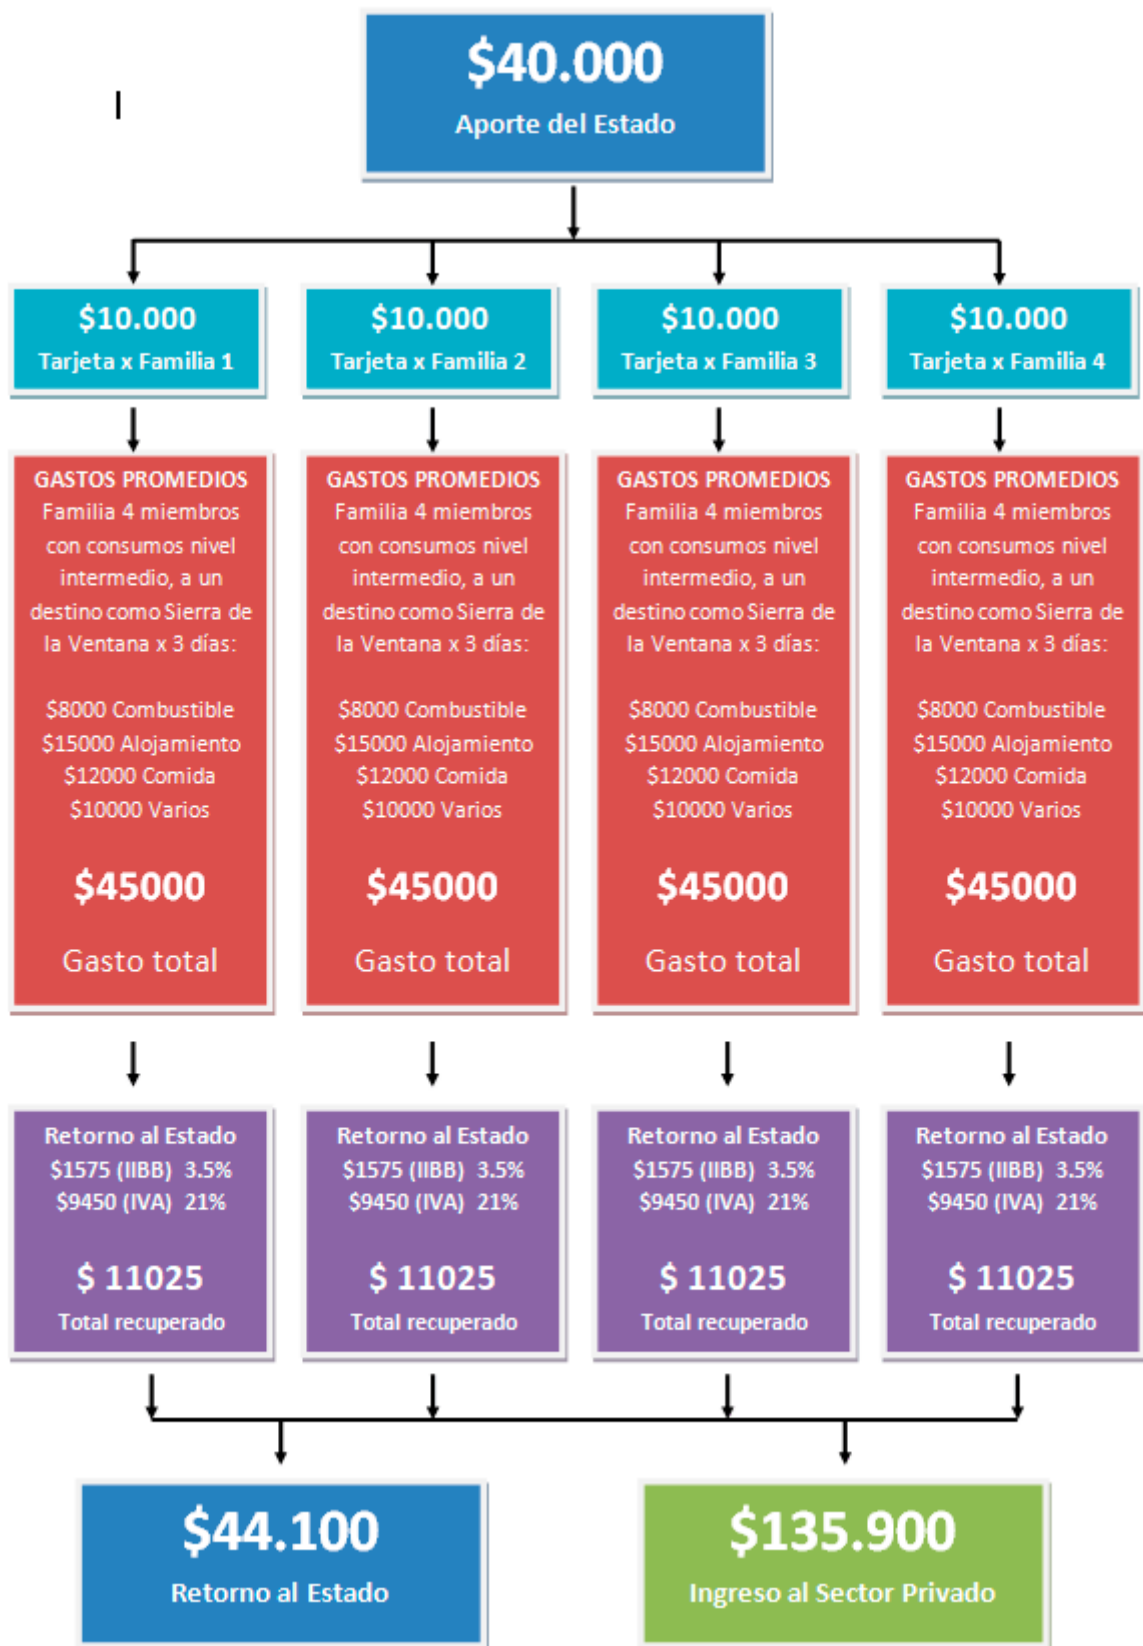 $40.000
Aporte del Estado
$10.000
Tarjeta x Familia 1
$10.000
Tarjeta x Familia 2
$10.000
Tarjeta x Familia 3
$10.000
Tarjeta x Familia 4
GASTOS PROMEDIOS
Familia 4 miembros
con consumos nivel
intermedio, a un
destino como Sierra de
la Ventana x 3 días:
$8000 Combustible
$15000 Alojamiento
$12000 Comida
$10000 Varios
$45000
Gasto total
GASTOS PROMEDIOS
Familia 4 miembros
con consumos nivel
intermedio, a un
destino como Sierra de
la Ventana x 3 días:
$8000 Combustible
$15000 Alojamiento
$12000 Comida
$10000 Varios
$45000
Gasto total
GASTOS PROMEDIOS
Familia 4 miembros
con consumos nivel
intermedio, a un
destino como Sierra de
la Ventana x 3 días:
$8000 Combustible
$15000 Alojamiento
$12000 Comida
$10000 Varios
$45000
Gasto total
GASTOS PROMEDIOS
Familia 4 miembros
con consumos nivel
intermedio, a un
destino como Sierra de
la Ventana x 3 días:
$8000 Combustible
$15000 Alojamiento
$12000 Comida
$10000 Varios
$45000
Gasto total
Retorno al Estado
$1575 (IIBB) 3.5%
$9450 (IVA) 21%
$ 11025
Total recuperado
Retorno al Estado
$1575 (IIBB) 3.5%
$9450 (IVA) 21%
$ 11025
Total recuperado
Retorno al Estado
$1575 (IIBB) 3.5%
$9450 (IVA) 21%
$ 11025
Total recuperado
Retorno al Estado
$1575 (IIBB) 3.5%
$9450 (IVA) 21%
$ 11025
Total recuperado
$44.100
Retorno al Estado
$135.900
Ingreso al Sector Privado